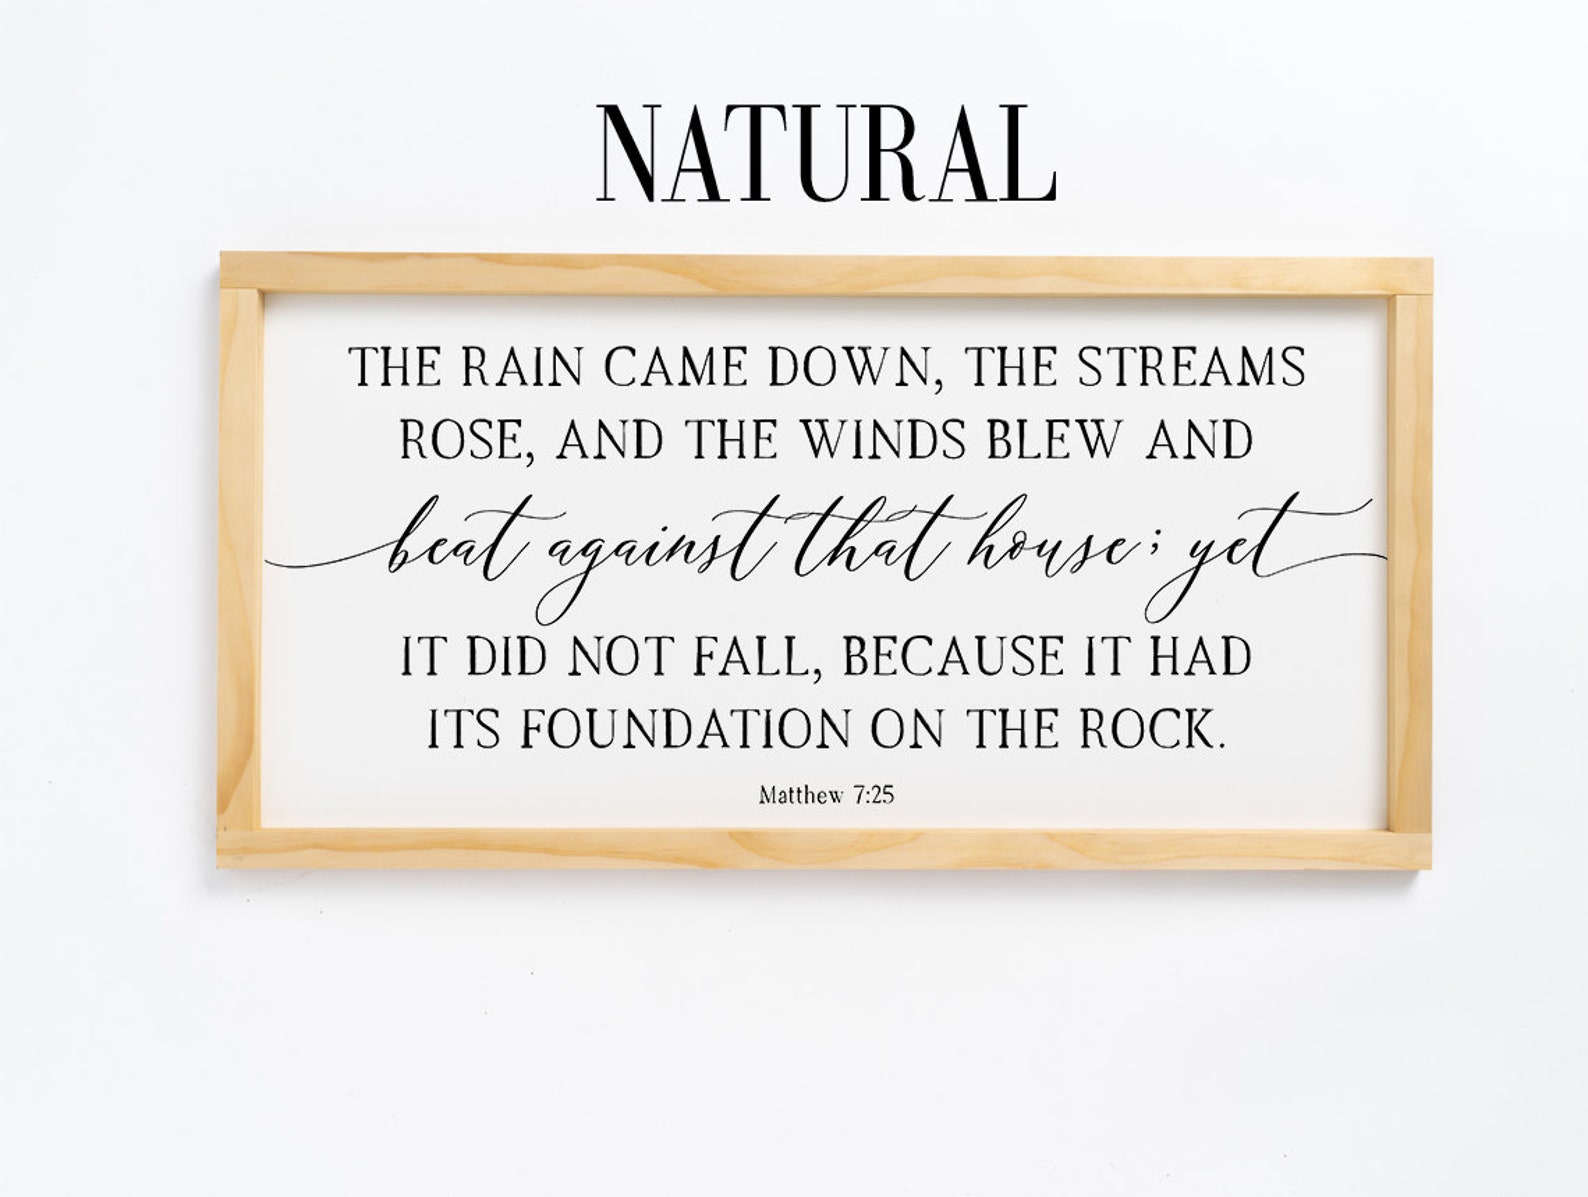 NATURAL
THE RAIN CAME DOWN, THE STREAMS
ROSE, AND THE WINDS BLEW AND
beat against that house; yet
IT DID NOT FALL, BECAUSE IT HAD
ITS FOUNDATION ON THE ROCK.
Matthew 7:25